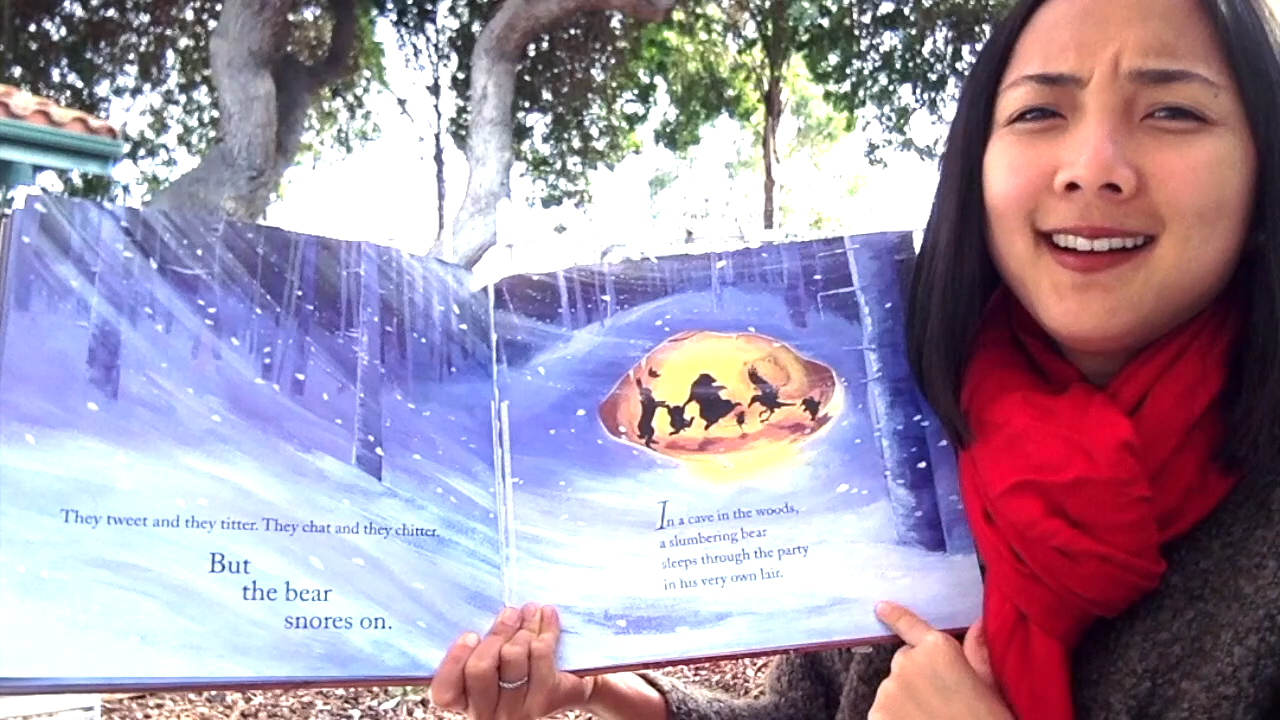 They tweet and they titter. They chat and they chitter.
But
the bear
snores on.
In a cave in the woods,
a slumbering bear
sleeps through the party
in his very own lair.